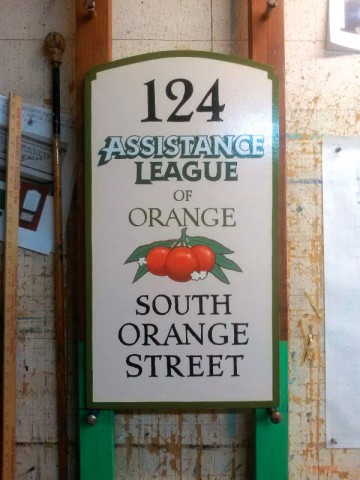 124
ASSISTANCE
LEAGUE
OF
ORANGE
SOUTH
ORANGE
STREET